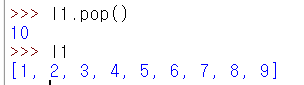 >>> l1.pop()
10
>>> l1
[1, 2, 3, 4, 5, 6, 7, 8, 9]